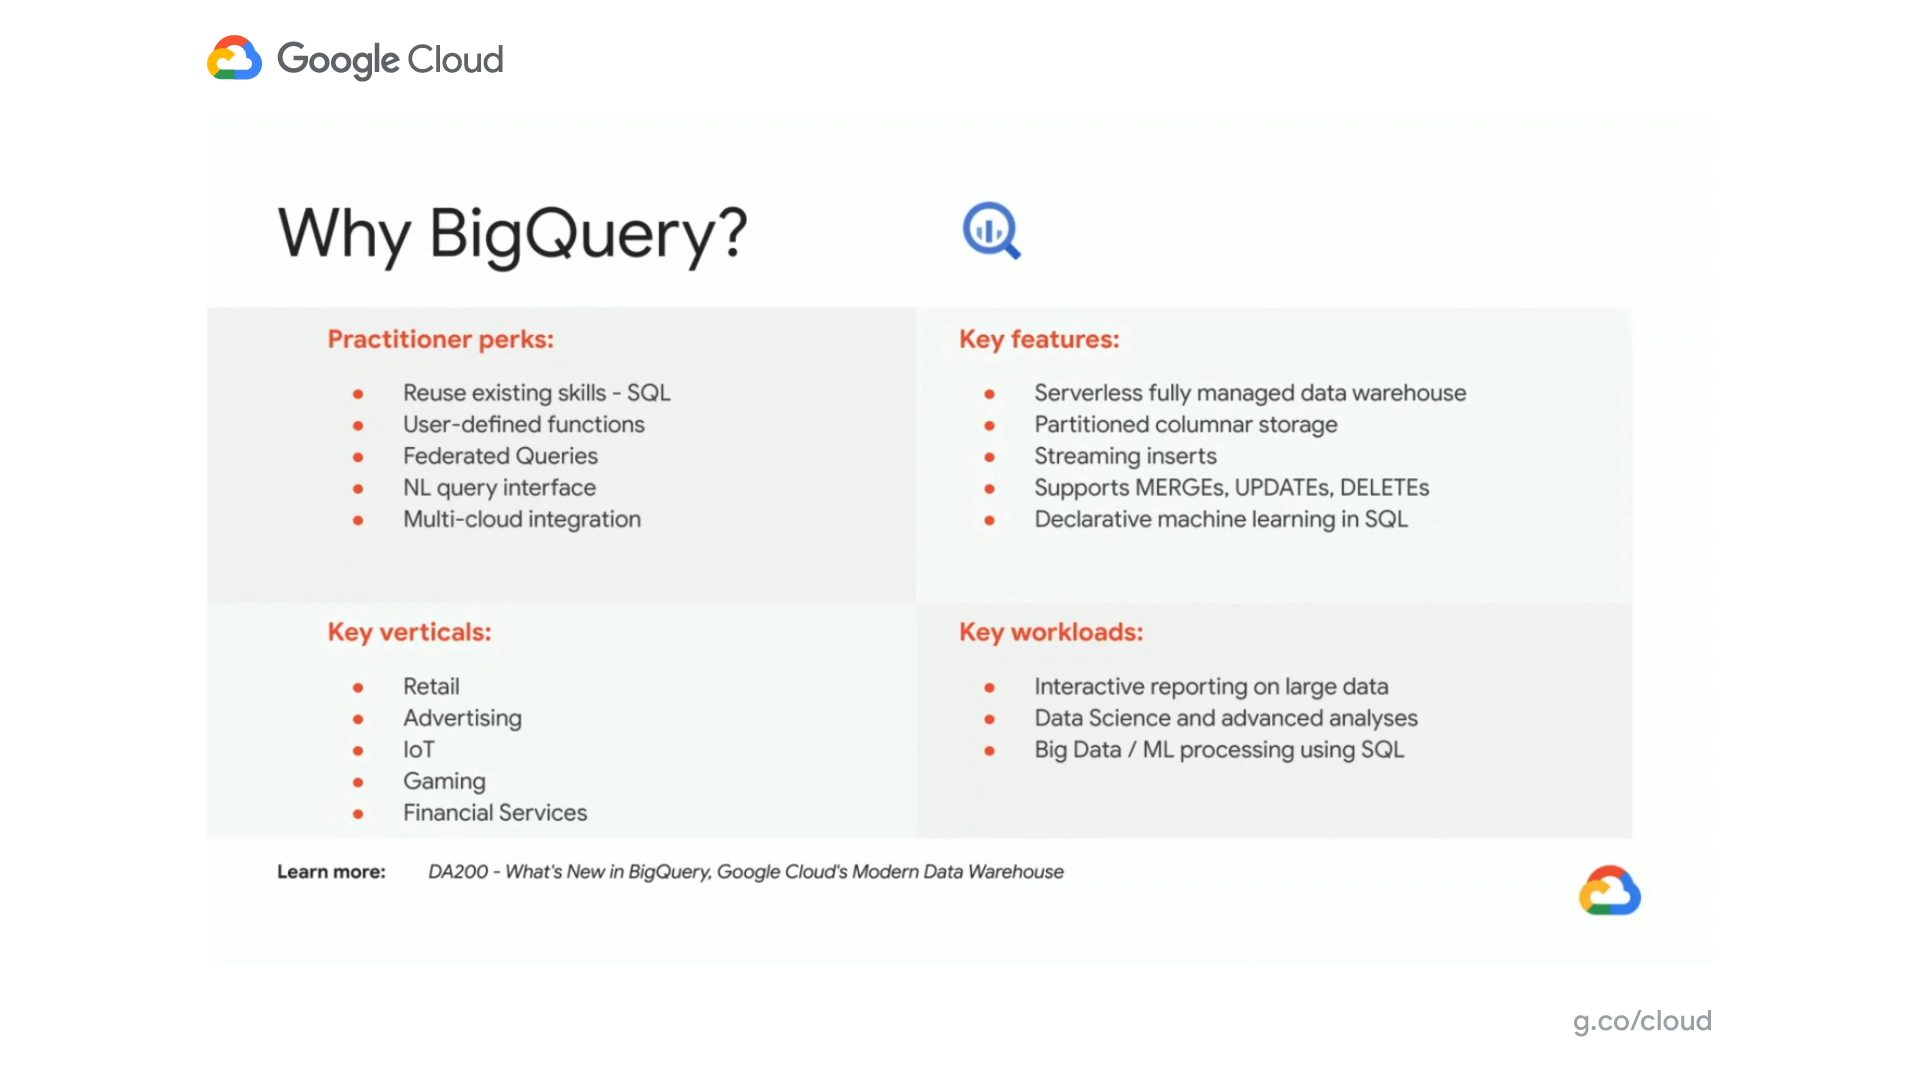 Google Cloud
Why BigQuery?
Practitioner perks:
Reuse existing skills - SQL
User-defined functions
Federated Queries
NL query interface
Multi-cloud integration
Key features:
Serverless fully managed data warehouse
Partitioned columnar storage
Streaming inserts
Supports MERGEs, UPDATEs, DELETEs
Declarative machine learning in SQL
Key verticals:
Retail
Advertising
IoT
Gaming
Financial Services
Key workloads:
Interactive reporting on large data
Data Science and advanced analyses
Big Data / ML processing using SQL
Learn more: DA200 - What's New in BigQuery, Google Cloud's Modern Data Warehouse
g.co/cloud